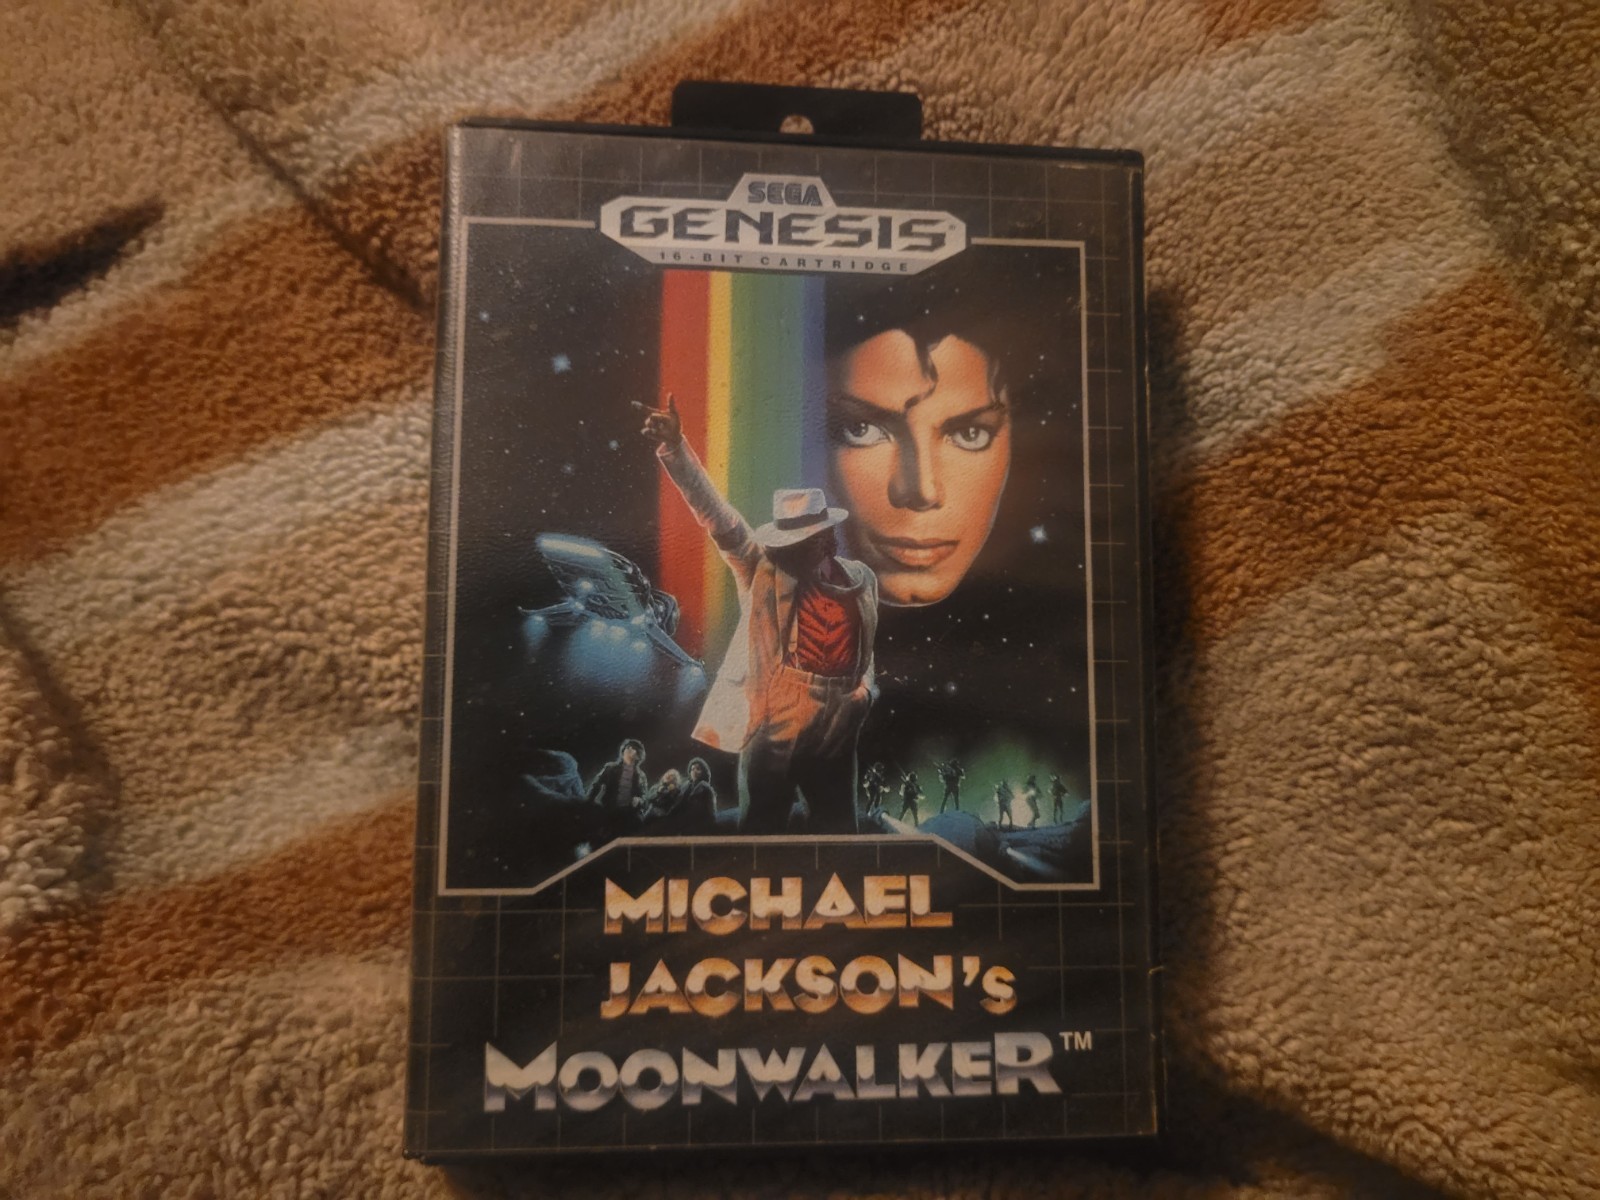 SEGA
GENESIS
16-BIT CARTRIDGE
MICHAEL
JACKSON's
MOONWALKER™